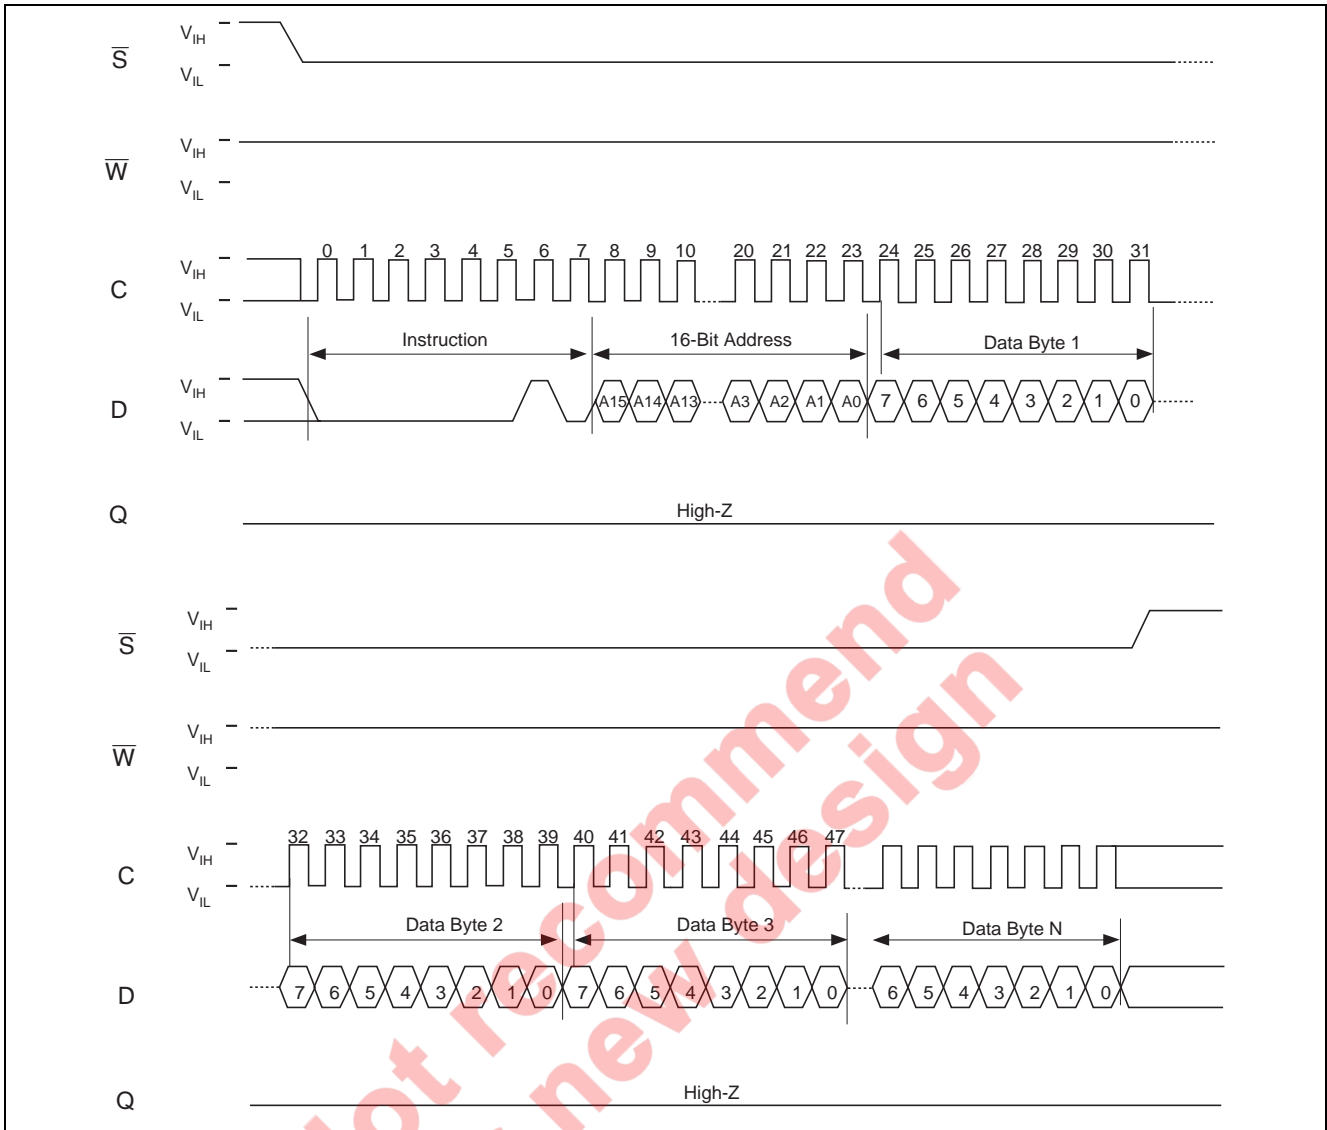 S VIH
VIL
W VIH
VIL
0 1 2 3 4 5 6 7 8 9 10 20 21 22 23 24 25 26 27 28 29 30 31
C VIH
VIL
Instruction 16-Bit Address Data Byte 1
D VIH
VIL
A15 A14 A13 A3 A2 A1 A0 7 6 5 4 3 2 1 0
Q High-Z
S VIH
VIL
W VIH
VIL
32 33 34 35 36 37 38 39 40 41 42 43 44 45 46 47
C VIH
VIL
Data Byte 2 Data Byte 3 Data Byte N
D 7 6 5 4 3 2 1 0 7 6 5 4 3 2 1 0 6 5 4 3 2 1 0
Q High-Z
recommend
new design